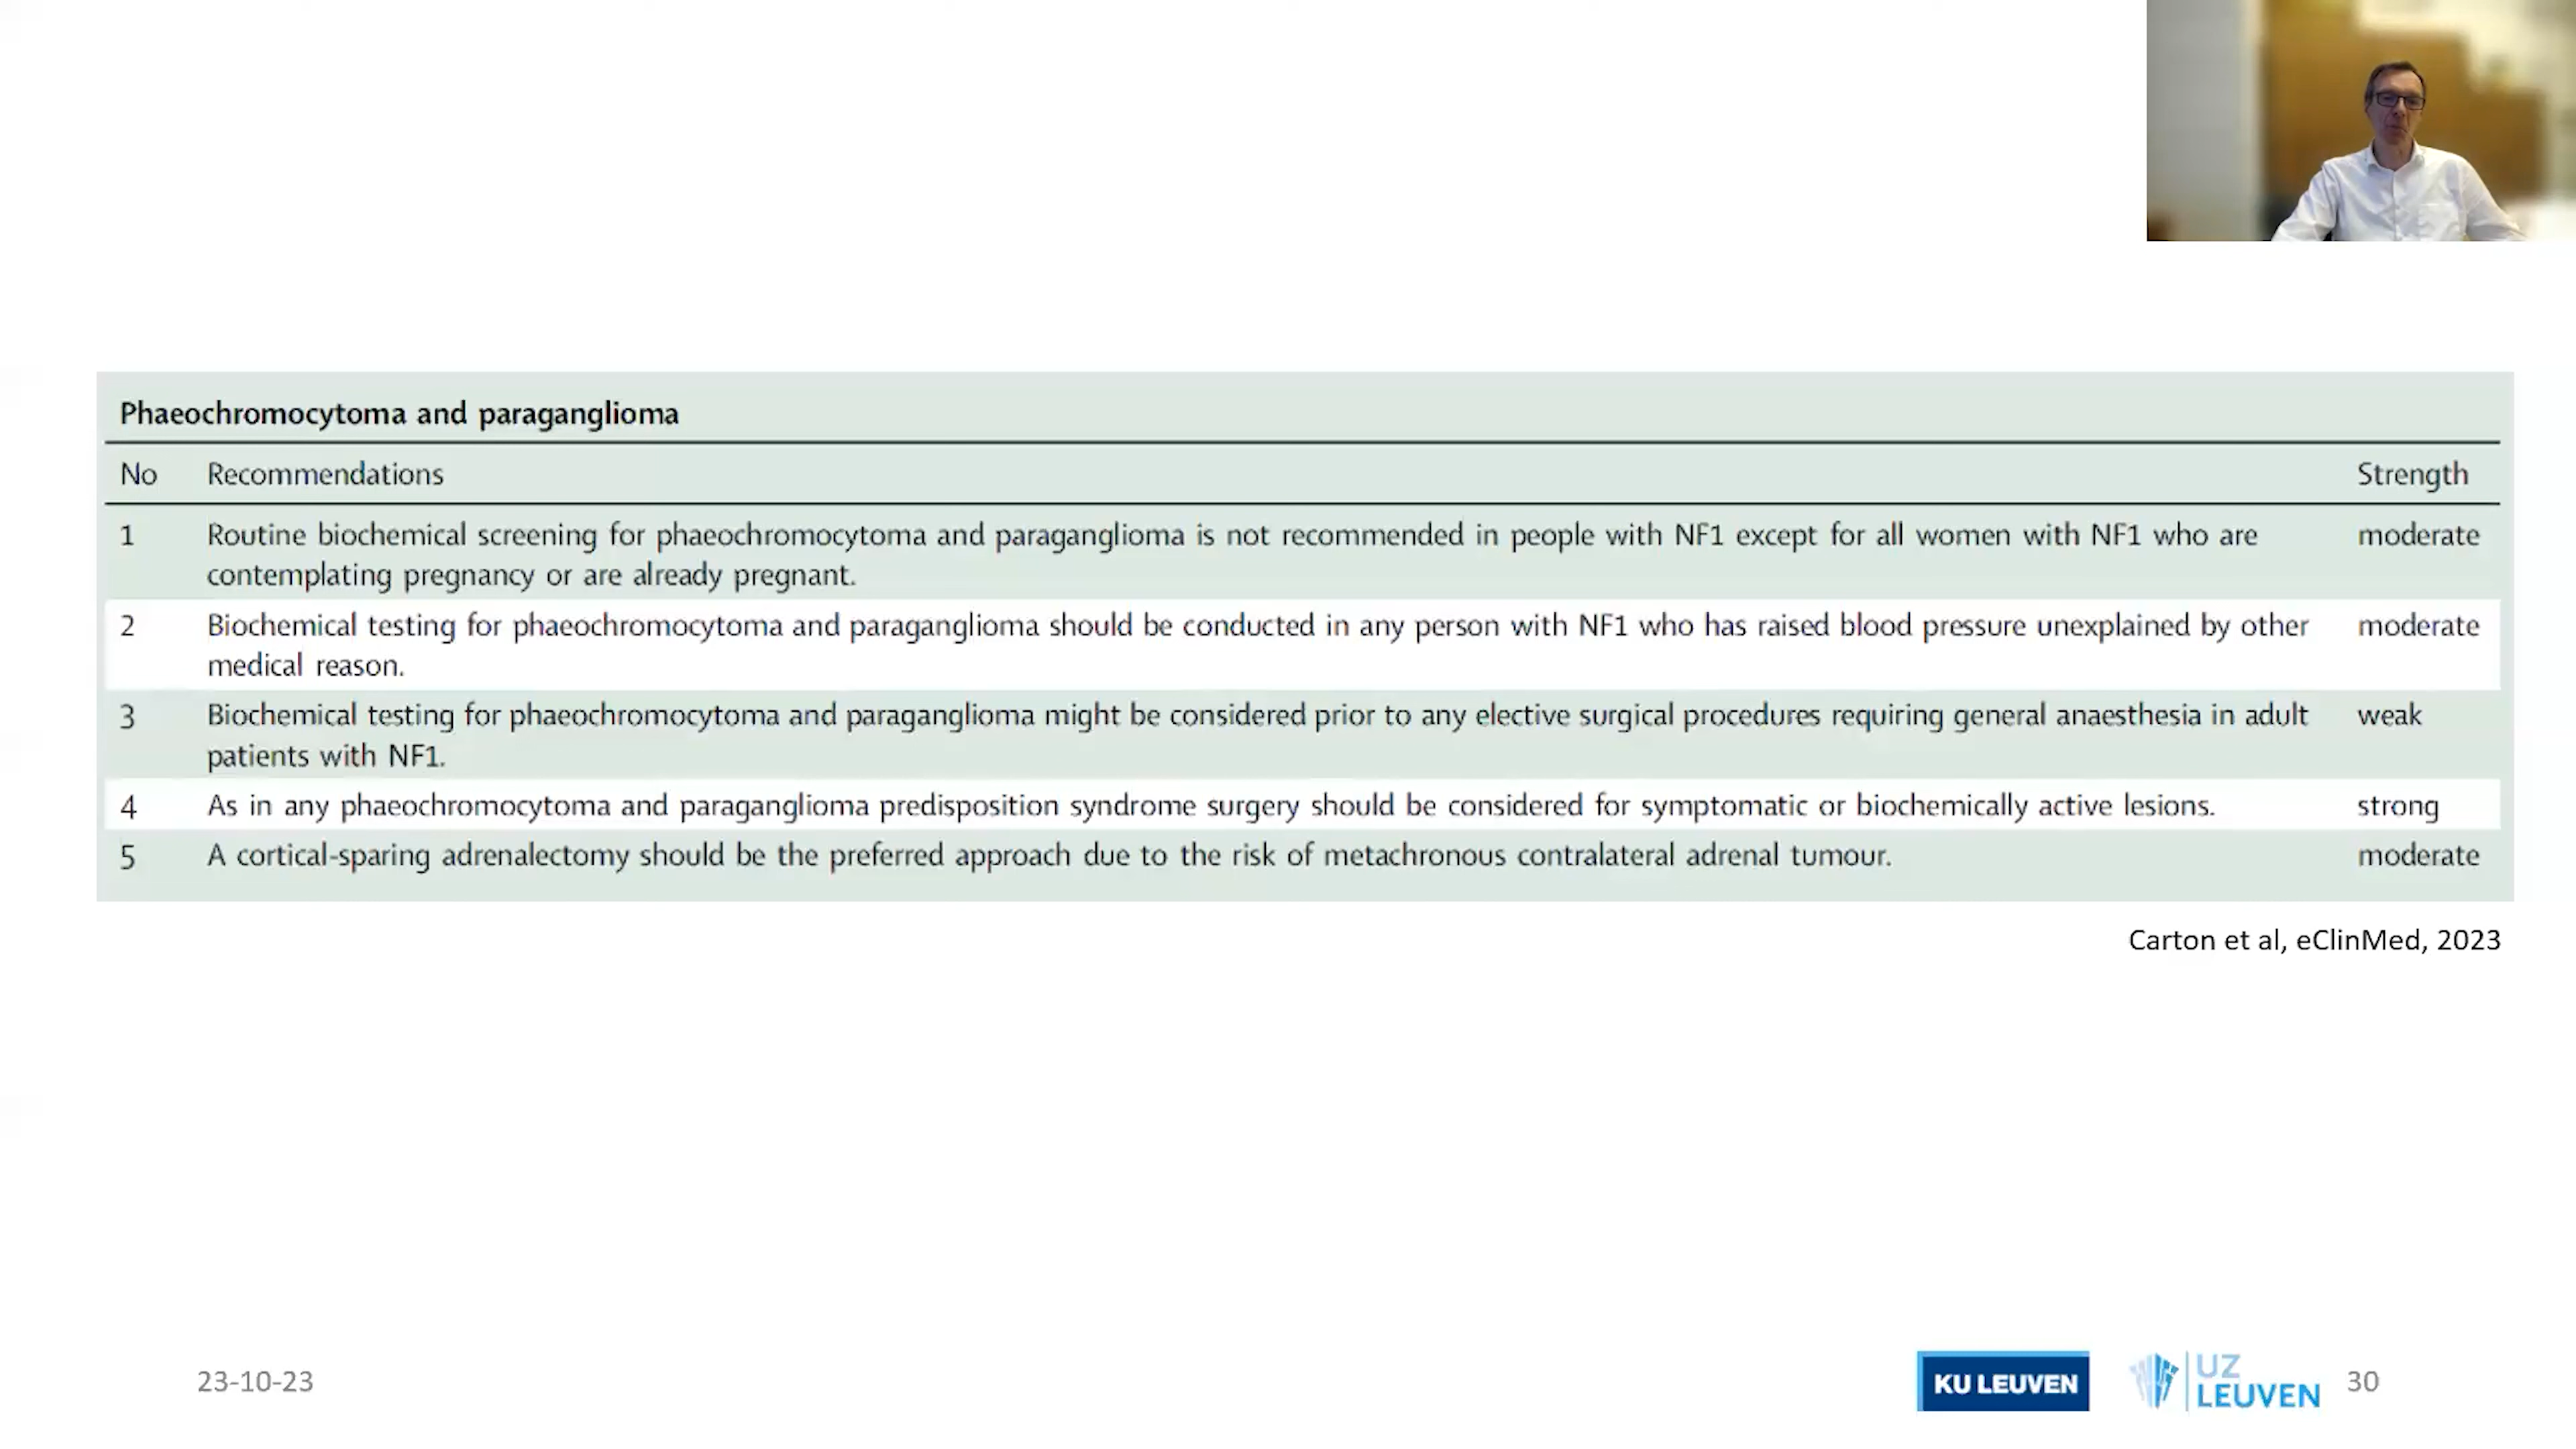 Phaeochromocytoma and paraganglioma
No Recommendations Strength
1 Routine biochemical screening for phaeochromocytoma and paraganglioma is not recommended in people with NF1 except for all women with NF1 who are moderate
contemplating pregnancy or are already pregnant.
2 Biochemical testing for phaeochromocytoma and paraganglioma should be conducted in any person with NF1 who has raised blood pressure unexplained by other moderate
medical reason.
3 Biochemical testing for phaeochromocytoma and paraganglioma might be considered prior to any elective surgical procedures requiring general anaesthesia in adult weak
patients with NF1.
4 As in any phaeochromocytoma and paraganglioma predisposition syndrome surgery should be considered for symptomatic or biochemically active lesions. strong
5 A cortical-sparing adrenalectomy should be the preferred approach due to the risk of metachronous contralateral adrenal tumour. moderate
Carton et al, eClinMed, 2023
23-10-23
KU LEUVEN
UZ
LEUVEN
30